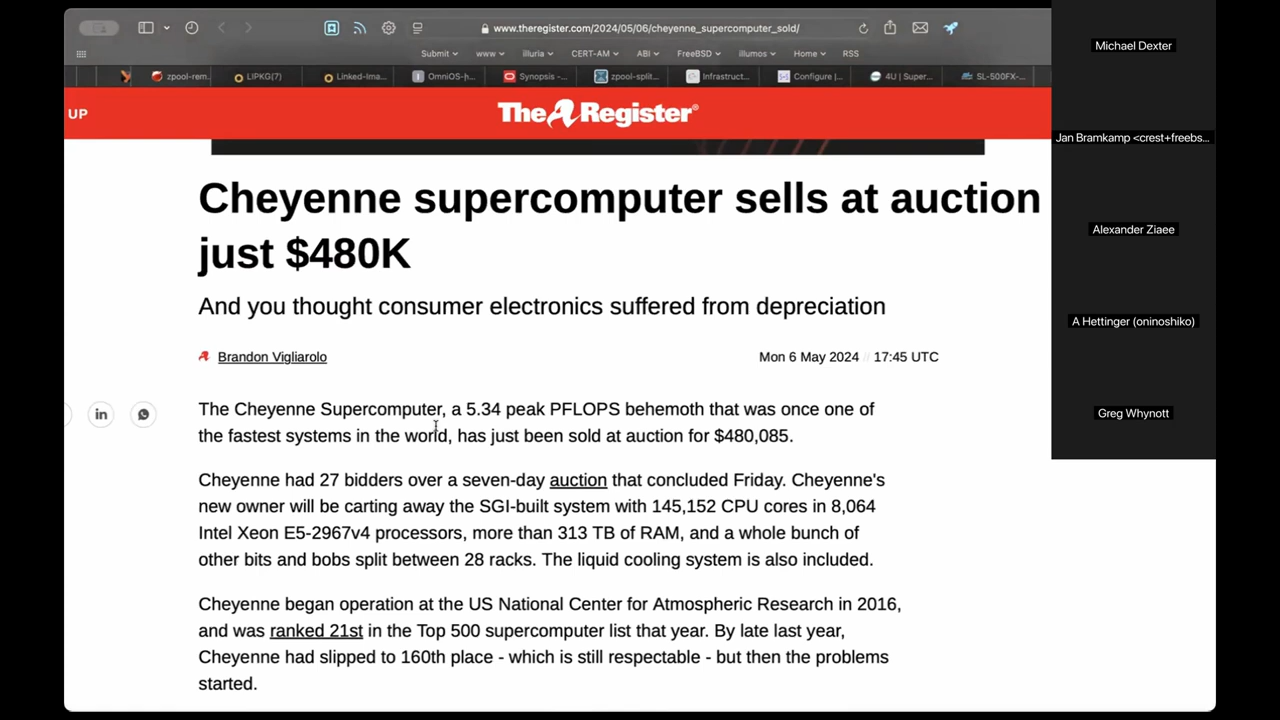 www.theregister.com/2024/05/06/cheyenne_supercomputer_sold/
Submit www illuria CERT-AM ABI FreeBSD illumos Home RSS
zpool-rem... LIPKG(7) Linked-Ima... Synopsis -... zpool-split... Infrastruct... Configure |... 4U | Super... SL-500FX-...
UP
The Register®
Cheyenne supercomputer sells at auction
just $480K
And you thought consumer electronics suffered from depreciation
Brandon Vigliarolo
Mon 6 May 2024 // 17:45 UTC
The Cheyenne Supercomputer, a 5.34 peak PFLOPS behemoth that was once one of
the fastest systems in the world, has just been sold at auction for $480,085.
Cheyenne had 27 bidders over a seven-day auction that concluded Friday. Cheyenne's
new owner will be carting away the SGI-built system with 145,152 CPU cores in 8,064
Intel Xeon E5-2967v4 processors, more than 313 TB of RAM, and a whole bunch of
other bits and bobs split between 28 racks. The liquid cooling system is also included.
Cheyenne began operation at the US National Center for Atmospheric Research in 2016,
and was ranked 21st in the Top 500 supercomputer list that year. By late last year,
Cheyenne had slipped to 160th place - which is still respectable - but then the problems
started.
in
Michael Dexter
Jan Bramkamp <crest+freebs...
Alexander Ziaee
A Hettinger (oninoshiko)
Greg Whynott